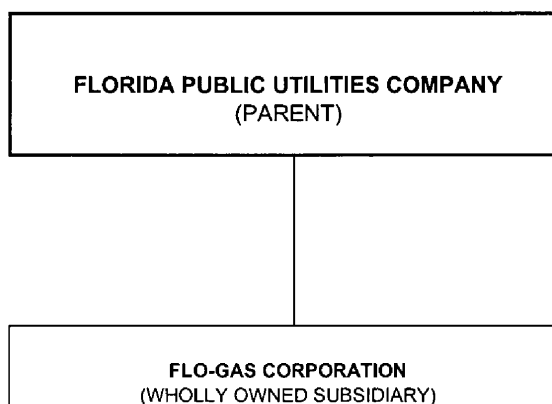 FLORIDA PUBLIC UTILITIES COMPANY
(PARENT)
FLO-GAS CORPORATION
(WHOLLY OWNED SUBSIDIARY)